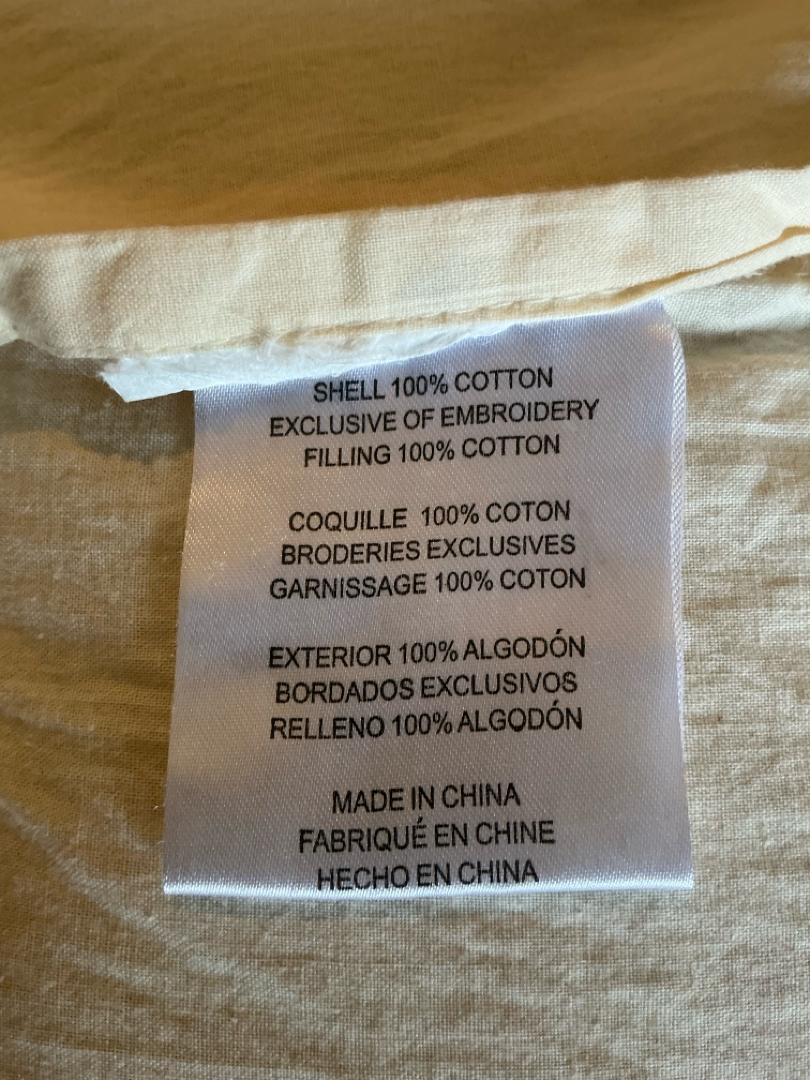 SHELL 100% COTTON
EXCLUSIVE OF EMBROIDERY
FILLING 100% COTTON
COQUILLE 100% COTON
BRODERIES EXCLUSIVES
GARNISSAGE 100% COTON
EXTERIOR 100% ALGODÓN
BORDADOS EXCLUSIVOS
RELLENO 100% ALGODÓN
MADE IN CHINA
FABRIQUÉ EN CHINE
HECHO EN CHINA